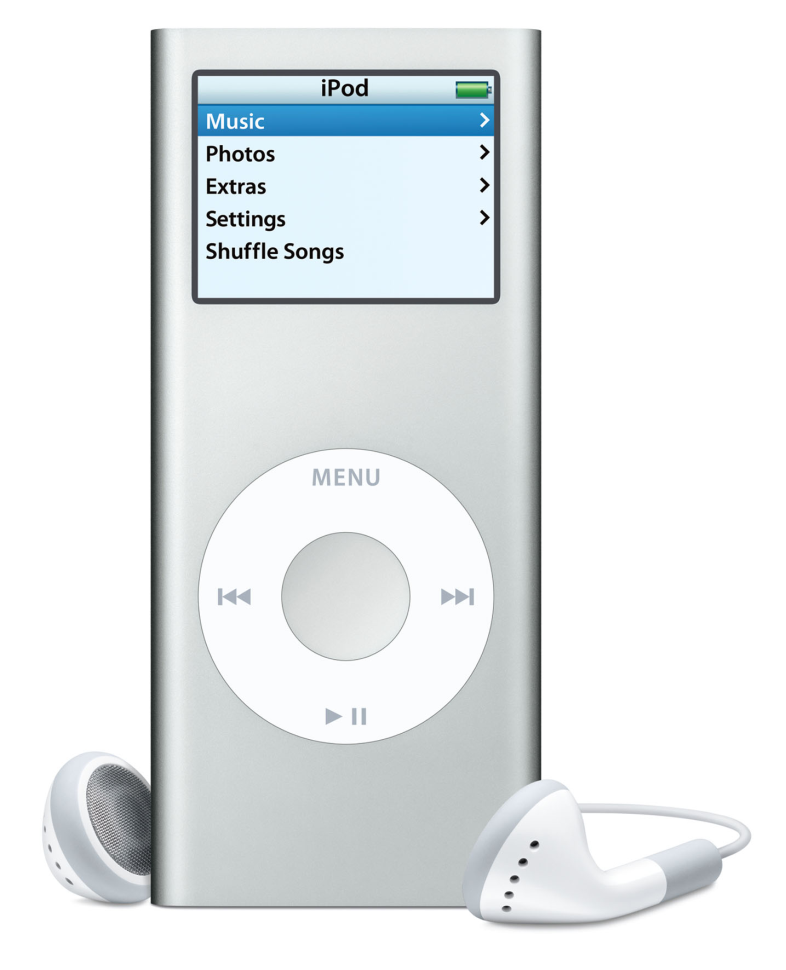 iPod
Music
Photos
Extras
Settings
Shuffle Songs
MENU